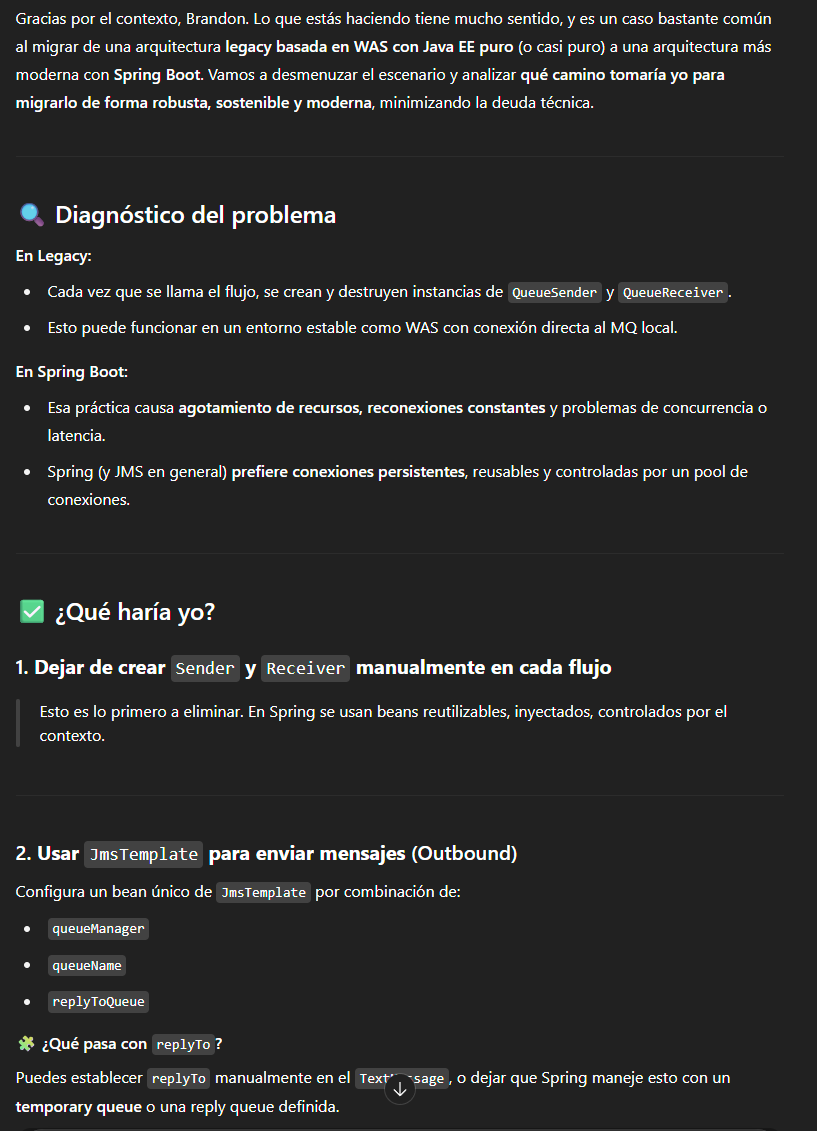 Gracias por el contexto, Brandon. Lo que estás haciendo tiene mucho sentido, y es un caso bastante común
al migrar de una arquitectura legacy basada en WAS con Java EE puro (o casi puro) a una arquitectura más
moderna con Spring Boot. Vamos a desmenuzar el escenario y analizar qué camino tomaría yo para
migrarlo de forma robusta, sostenible y moderna, minimizando la deuda técnica.
🔍 Diagnóstico del problema
En Legacy:
• Cada vez que se llama el flujo, se crean y destruyen instancias de QueueSender y QueueReceiver.
• Esto puede funcionar en un entorno estable como WAS con conexión directa al MQ local.
En Spring Boot:
• Esa práctica causa agotamiento de recursos, reconexiones constantes y problemas de concurrencia o
latencia.
• Spring (y JMS en general) prefiere conexiones persistentes, reusables y controladas por un pool de
conexiones.
✅ ¿Qué haría yo?
1. Dejar de crear Sender y Receiver manualmente en cada flujo
Esto es lo primero a eliminar. En Spring se usan beans reutilizables, inyectados, controlados por el
contexto.
2. Usar JmsTemplate para enviar mensajes (Outbound)
Configura un bean único de JmsTemplate por combinación de:
• queueManager
• queueName
• replyToQueue
🧩 ¿Qué pasa con replyTo?
Puedes establecer replyTo manualmente en el TextMessage, o dejar que Spring maneje esto con un
temporary queue o una reply queue definida.